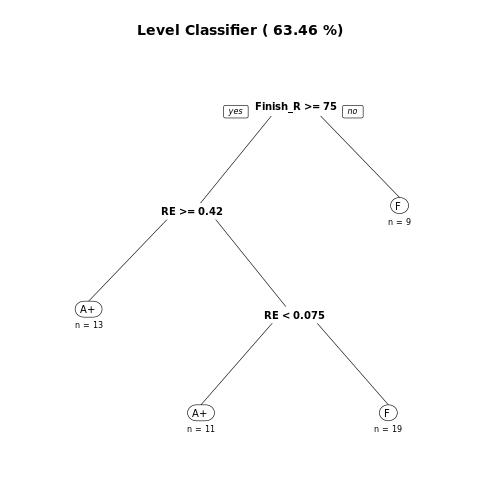 Level Classifier ( 63.46 %)
yes Finish_R >= 75 no
RE >= 0.42
F
n = 9
A+
n = 13
RE < 0.075
A+
n = 11
F
n = 19